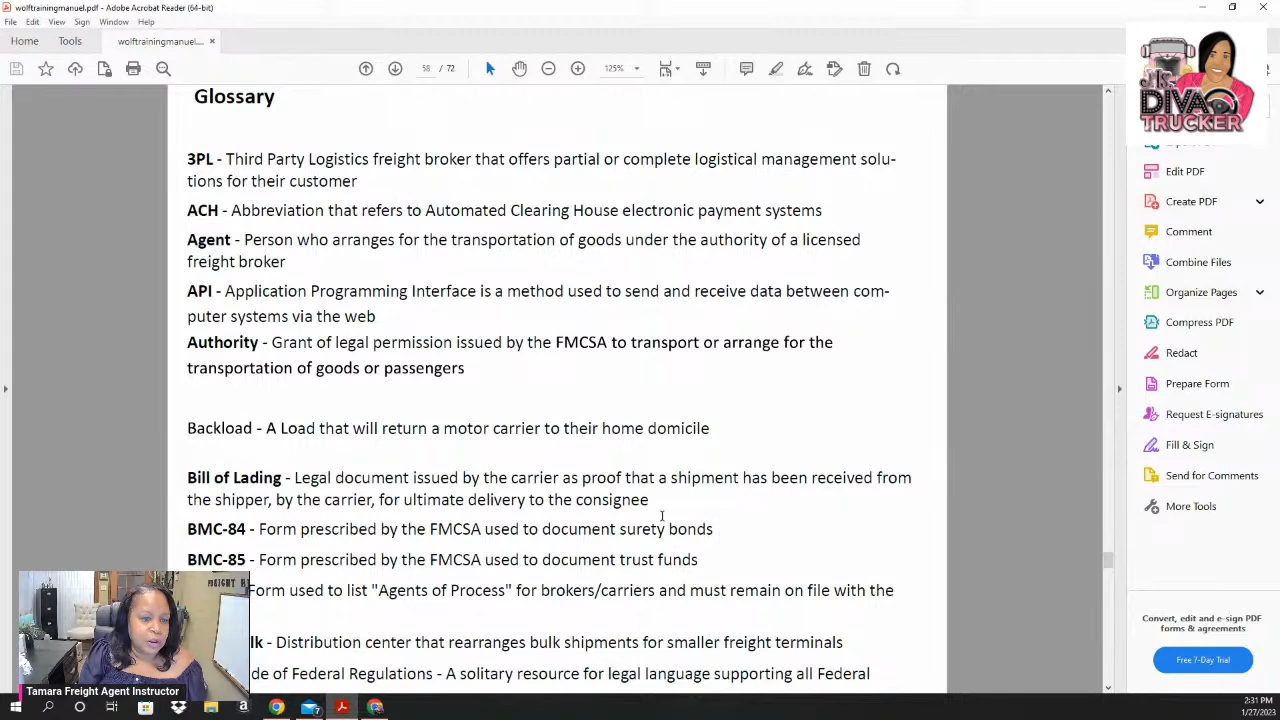 wolftrainingmanuel.pdf - Adobe Acrobat Reader (64-bit)
File Edit View Sign Window Help
Home Tools wolftrainingmanuel....
58 125%
J. Is.
DIVA
TRUCKER
Glossary
3PL - Third Party Logistics freight broker that offers partial or complete logistical management solu-
tions for their customer
ACH - Abbreviation that refers to Automated Clearing House electronic payment systems
Agent - Person who arranges for the transportation of goods under the authority of a licensed
freight broker
API - Application Programming Interface is a method used to send and receive data between com-
puter systems via the web
Authority - Grant of legal permission issued by the FMCSA to transport or arrange for the
transportation of goods or passengers
Backload - A Load that will return a motor carrier to their home domicile
Bill of Lading - Legal document issued by the carrier as proof that a shipment has been received from
the shipper, by the carrier, for ultimate delivery to the consignee
BMC-84 - Form prescribed by the FMCSA used to document surety bonds
BMC-85 - Form prescribed by the FMCSA used to document trust funds
Form used to list "Agents of Process" for brokers/carriers and must remain on file with the
lk - Distribution center that rearranges bulk shipments for smaller freight terminals
de of Federal Regulations - A solitary resource for legal language supporting all Federal
Edit PDF
Create PDF
Comment
Combine Files
Organize Pages
Compress PDF
Redact
Prepare Form
Request E-signatures
Fill & Sign
Send for Comments
More Tools
Convert, edit and e-sign PDF
forms & agreements
Free 7-Day Trial
Tamara Freight Agent Instructor
7
2:31 PM
1/27/2023